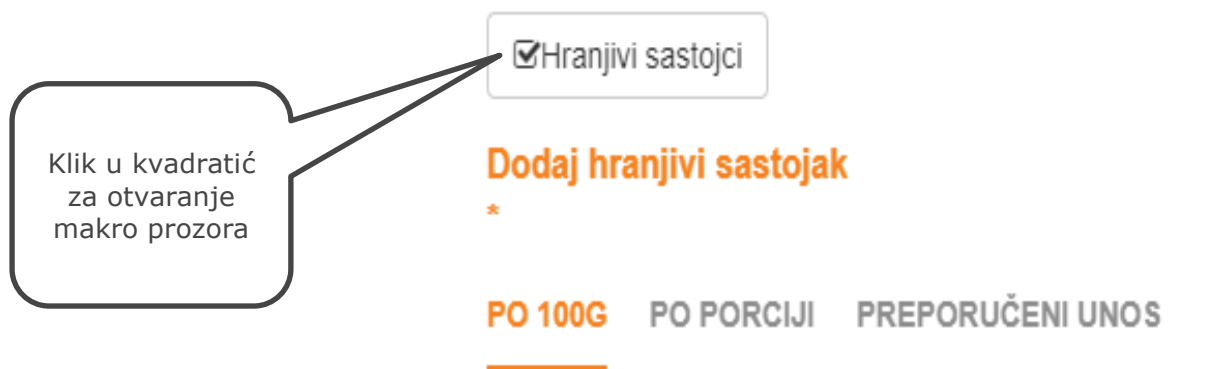 Hranjivi sastojci
Klik u kvadratić
za otvaranje
makro prozora
Dodaj hranjivi sastojak
*
PO 100G PO PORCIJI PREPORUČENI UNOS